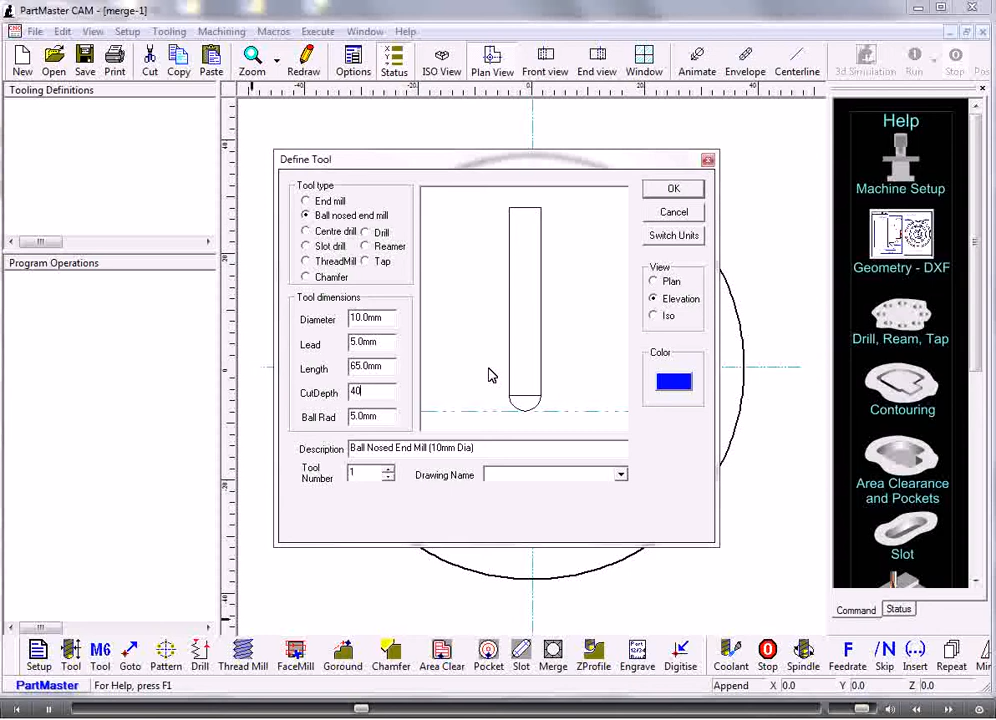 PartMaster CAM - [merge-1]
File Edit View Setup Tooling Machining Macros Execute Window Help
New Open Save Print Cut Copy Paste Zoom Redraw Options Status ISO View Plan View Front view End view Window Animate Envelope Centerline 3d Simulation Run Stop Pos
Tooling Definitions
-40 -20 0 20 40
Define Tool
Tool type
End mill
Ball nosed end mill
Centre drill Drill
Slot drill Reamer
ThreadMill Tap
Chamfer
Tool dimensions
Diameter 10.0mm
Lead 5.0mm
Length 65.0mm
CutDepth 40
Ball Rad 5.0mm
Description Ball Nosed End Mill (10mm Dia)
Tool Number 1 Drawing Name
OK
Cancel
Switch Units
View
Plan
Elevation
Iso
Color
Program Operations
Help
Machine Setup
Geometry - DXF
Drill, Ream, Tap
Contouring
Area Clearance
and Pockets
Slot
Command Status
M6 F /N (..)
Setup Tool Tool Goto Pattern Drill Thread Mill FaceMill Goround Chamfer Area Clear Pocket Slot Merge ZProfile Engrave Digitise Coolant Stop Spindle Feedrate Skip Insert Repeat Mir
PartMaster For Help, press F1 Append X 0.0 Y 0.0 Z 0.0